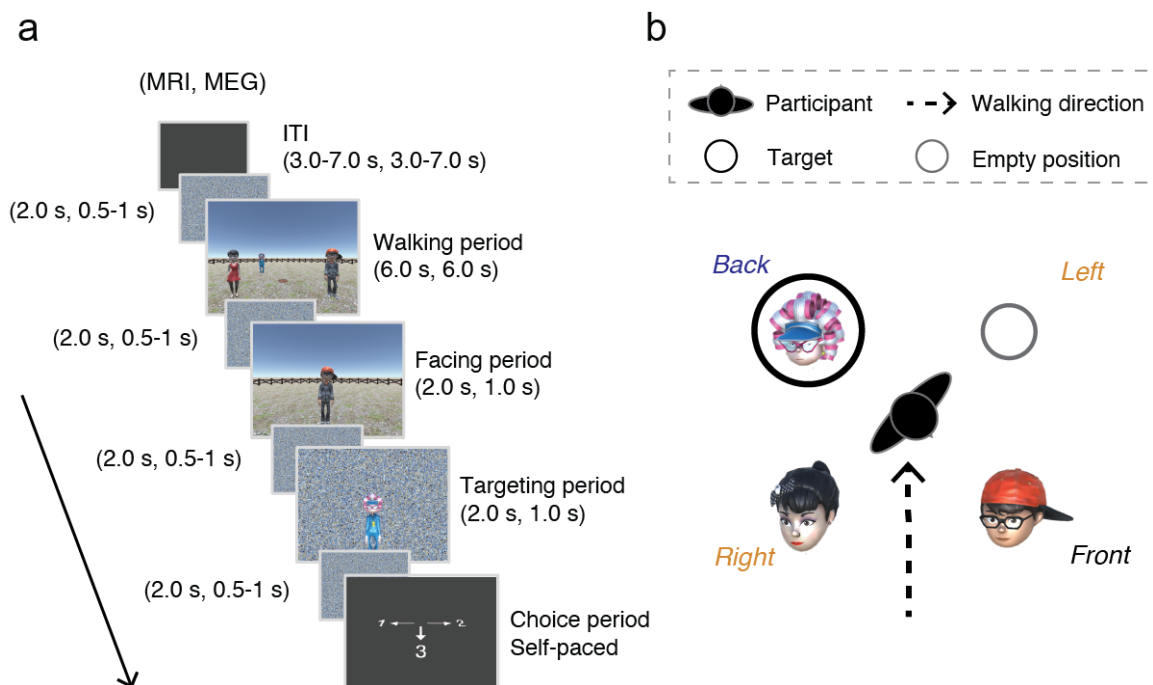 a
(MRI, MEG)
ITI
(3.0-7.0 s, 3.0-7.0 s)
(2.0 s, 0.5-1 s)
Walking period
(6.0 s, 6.0 s)
(2.0 s, 0.5-1 s)
Facing period
(2.0 s, 1.0 s)
(2.0 s, 0.5-1 s)
Targeting period
(2.0 s, 1.0 s)
(2.0 s, 0.5-1 s)
1
2
3
Choice period
Self-paced
b
Participant
Walking direction
Target
Empty position
Back
Left
Right
Front